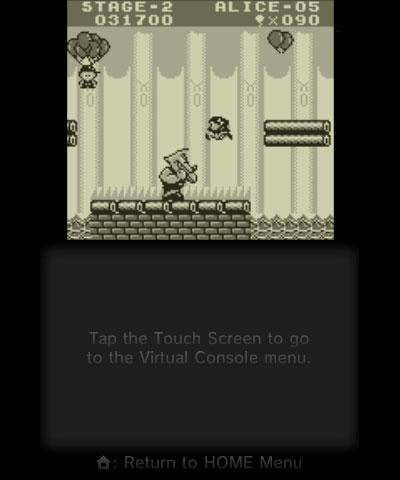 STAGE-2 ALICE-05
031700 ×090
Tap the Touch Screen to go
to the Virtual Console menu.
: Return to HOME Menu